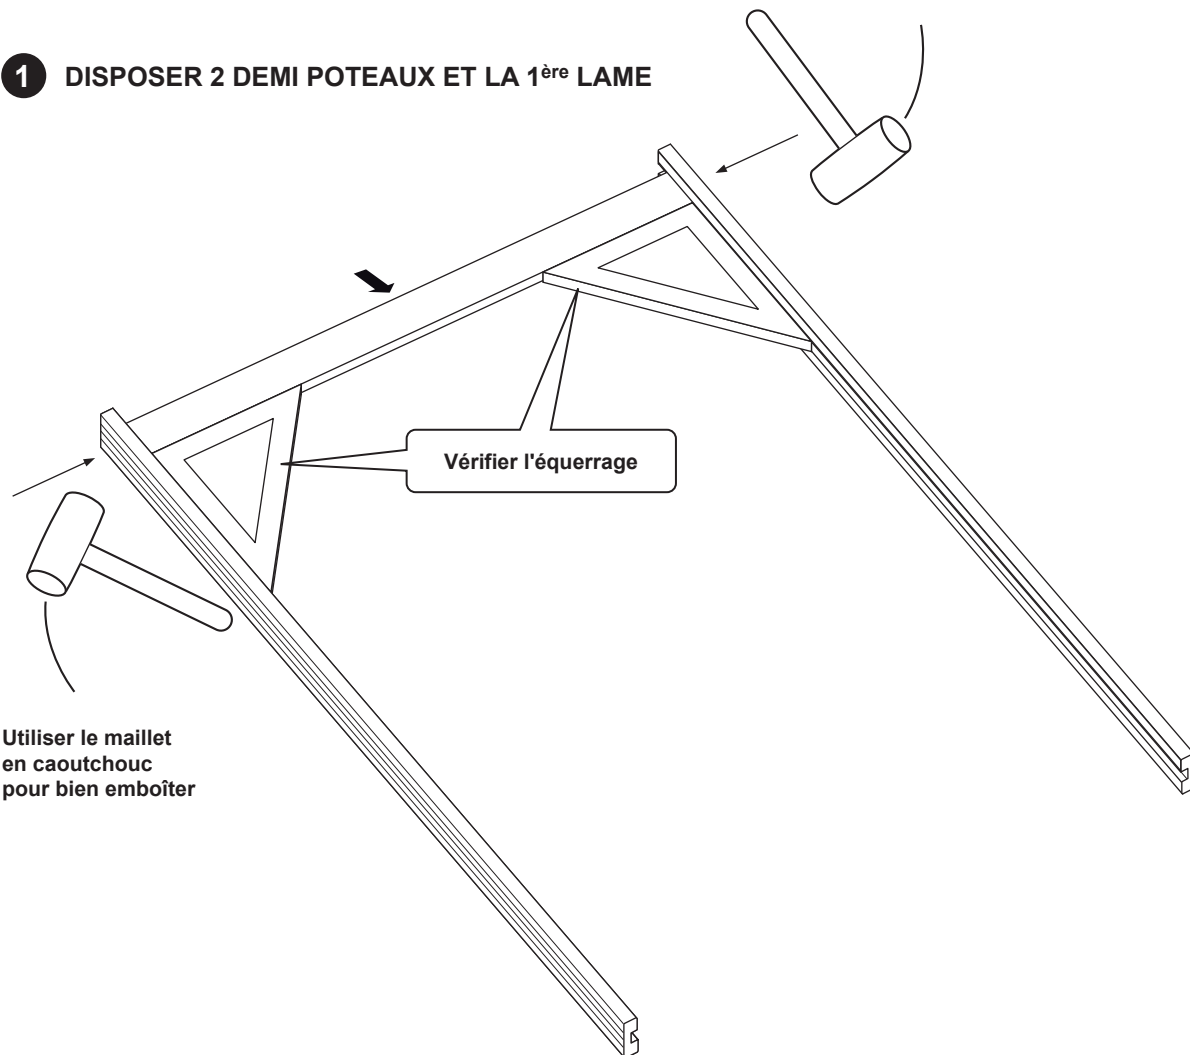 1 DISPOSER 2 DEMI POTEAUX ET LA 1ère LAME
Vérifier l'équerrage
Utiliser le maillet
en caoutchouc
pour bien emboîter